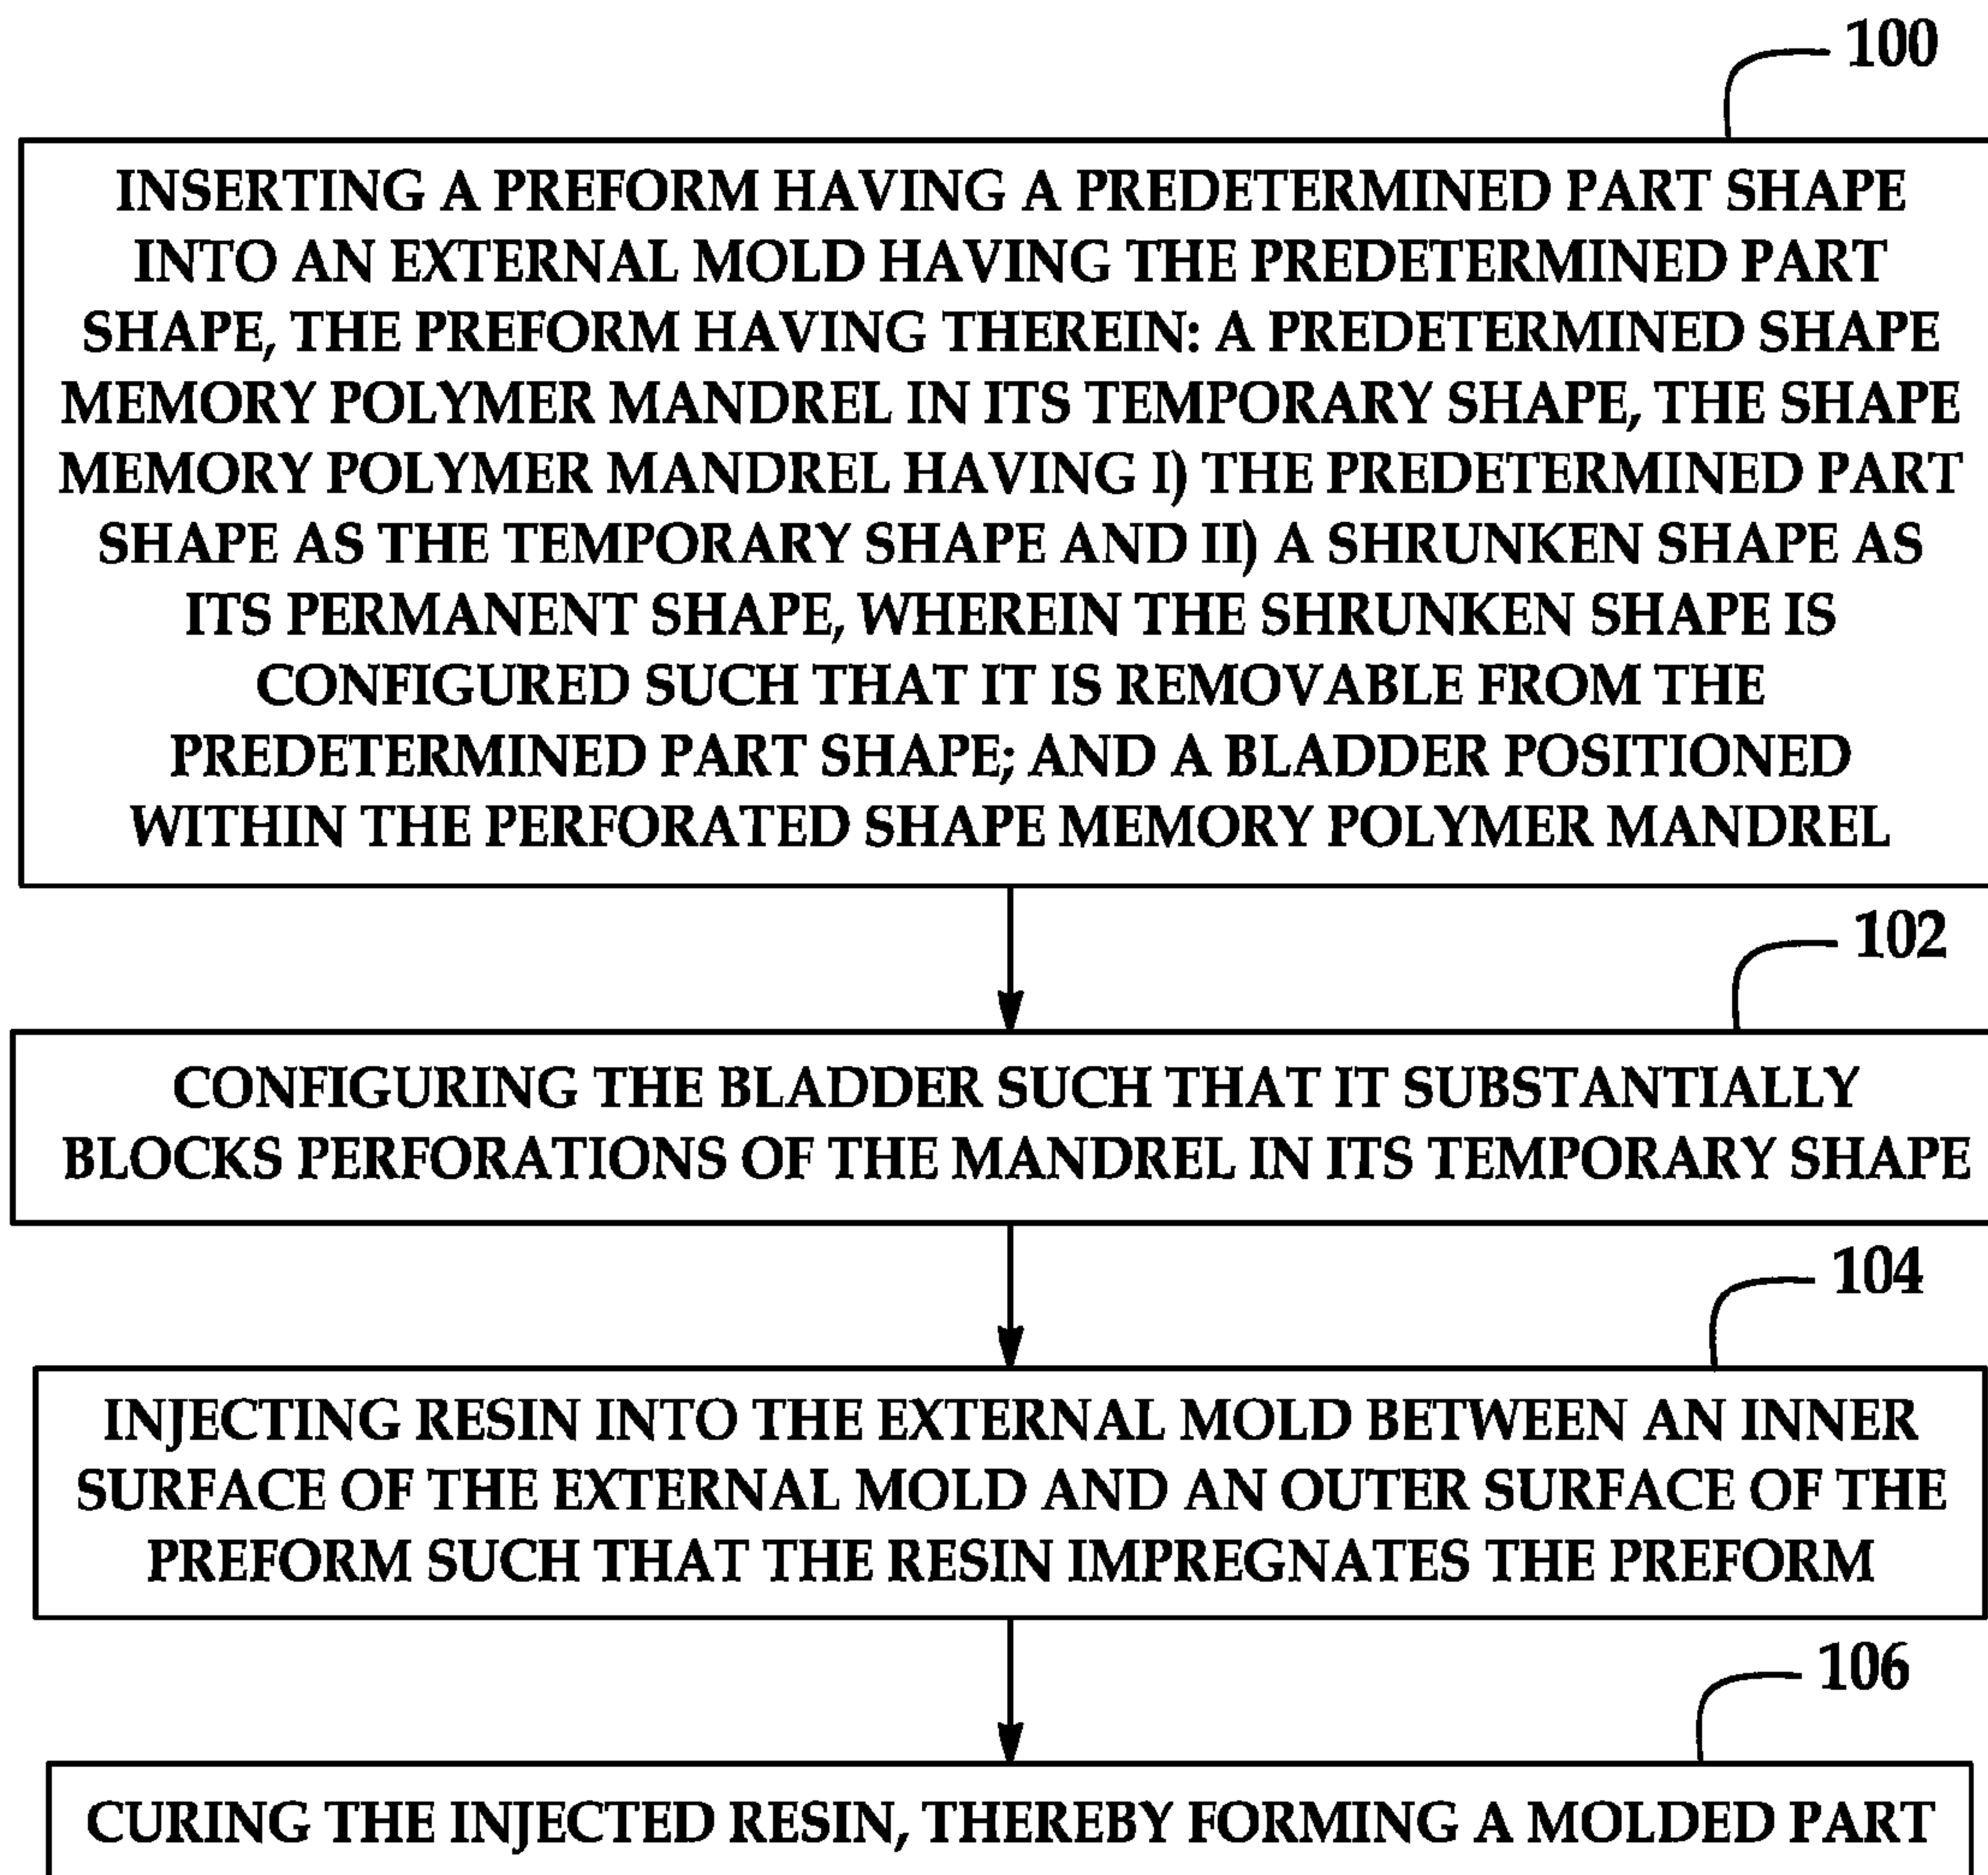 100
INSERTING A PREFORM HAVING A PREDETERMINED PART SHAPE
INTO AN EXTERNAL MOLD HAVING THE PREDETERMINED PART
SHAPE, THE PREFORM HAVING THEREIN: A PREDETERMINED SHAPE
MEMORY POLYMER MANDREL IN ITS TEMPORARY SHAPE, THE SHAPE
MEMORY POLYMER MANDREL HAVING I) THE PREDETERMINED PART
SHAPE AS THE TEMPORARY SHAPE AND II) A SHRUNKEN SHAPE AS
ITS PERMANENT SHAPE, WHEREIN THE SHRUNKEN SHAPE IS
CONFIGURED SUCH THAT IT IS REMOVABLE FROM THE
PREDETERMINED PART SHAPE; AND A BLADDER POSITIONED
WITHIN THE PERFORATED SHAPE MEMORY POLYMER MANDREL
102
CONFIGURING THE BLADDER SUCH THAT IT SUBSTANTIALLY
BLOCKS PERFORATIONS OF THE MANDREL IN ITS TEMPORARY SHAPE
104
INJECTING RESIN INTO THE EXTERNAL MOLD BETWEEN AN INNER
SURFACE OF THE EXTERNAL MOLD AND AN OUTER SURFACE OF THE
PREFORM SUCH THAT THE RESIN IMPREGNATES THE PREFORM
106
CURING THE INJECTED RESIN, THEREBY FORMING A MOLDED PART